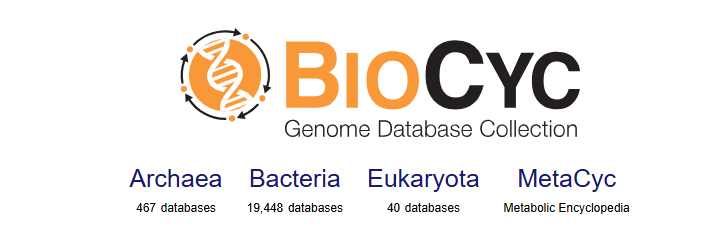 BIOCYC
Genome Database Collection
Archaea Bacteria Eukaryota MetaCyc
467 databases 19,448 databases 40 databases Metabolic Encyclopedia